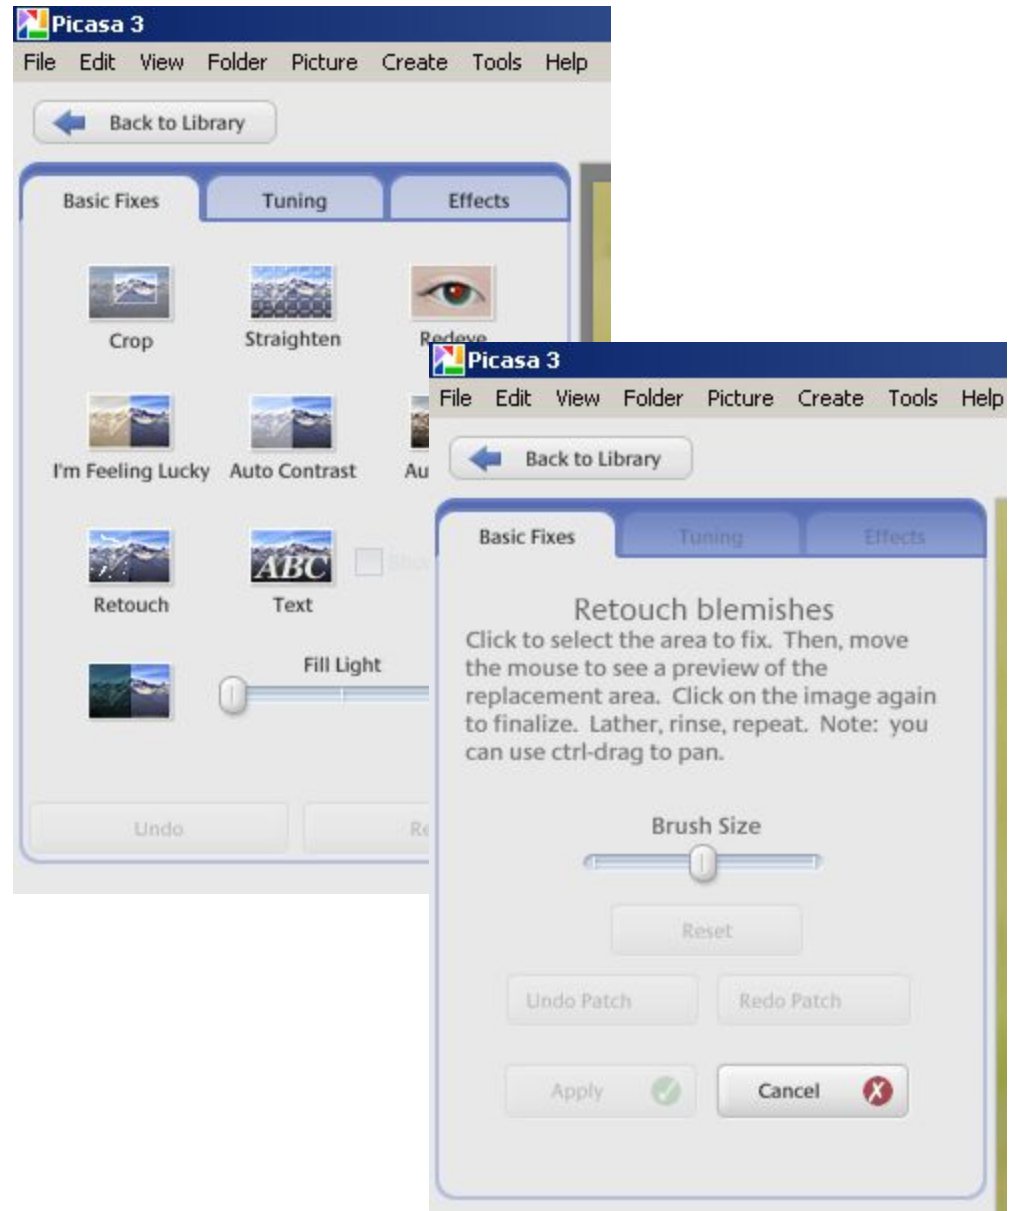 Picasa 3
File Edit View Folder Picture Create Tools Help
Back to Library
Basic Fixes Tuning Effects
Crop Straighten Redeye
I'm Feeling Lucky Auto Contrast Au
ABC
Retouch Text
Fill Light
Undo Re
Picasa 3
File Edit View Folder Picture Create Tools Help
Back to Library
Basic Fixes Tuning Effects
Retouch blemishes
Click to select the area to fix. Then, move
the mouse to see a preview of the
replacement area. Click on the image again
to finalize. Lather, rinse, repeat. Note: you
can use ctrl-drag to pan.
Brush Size
Reset
Undo Patch Redo Patch
Apply Cancel